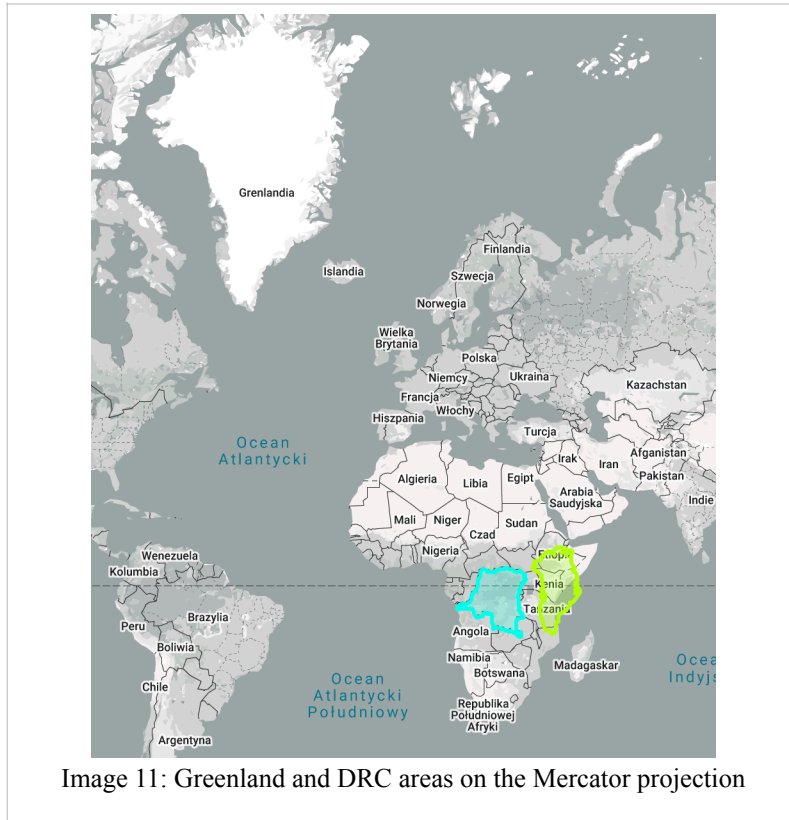 Grenlandia
Finlandia
Islandia
Szwecja
Norwegia
Wielka
Brytania
Polska
Niemcy
Ukraina
Kazachstan
Francja
Włochy
Hiszpania
Turcja
Ocean
Atlantycki
Afganistan
Irak
Iran
Algieria
Libia
Egipt
Pakistan
Arabia
Saudyjska
Indie
Mali
Niger
Sudan
Czad
Nigeria
Wenezuela
Kolumbia
Kenia
Tanzania
Brazylia
Peru
Angola
Boliwia
Namibia
Botswana
Madagaskar
Ocean
Atlantycki
Południowy
Chile
Republika
Południowej
Afryki
Argentyna
Image 11: Greenland and DRC areas on the Mercator projection